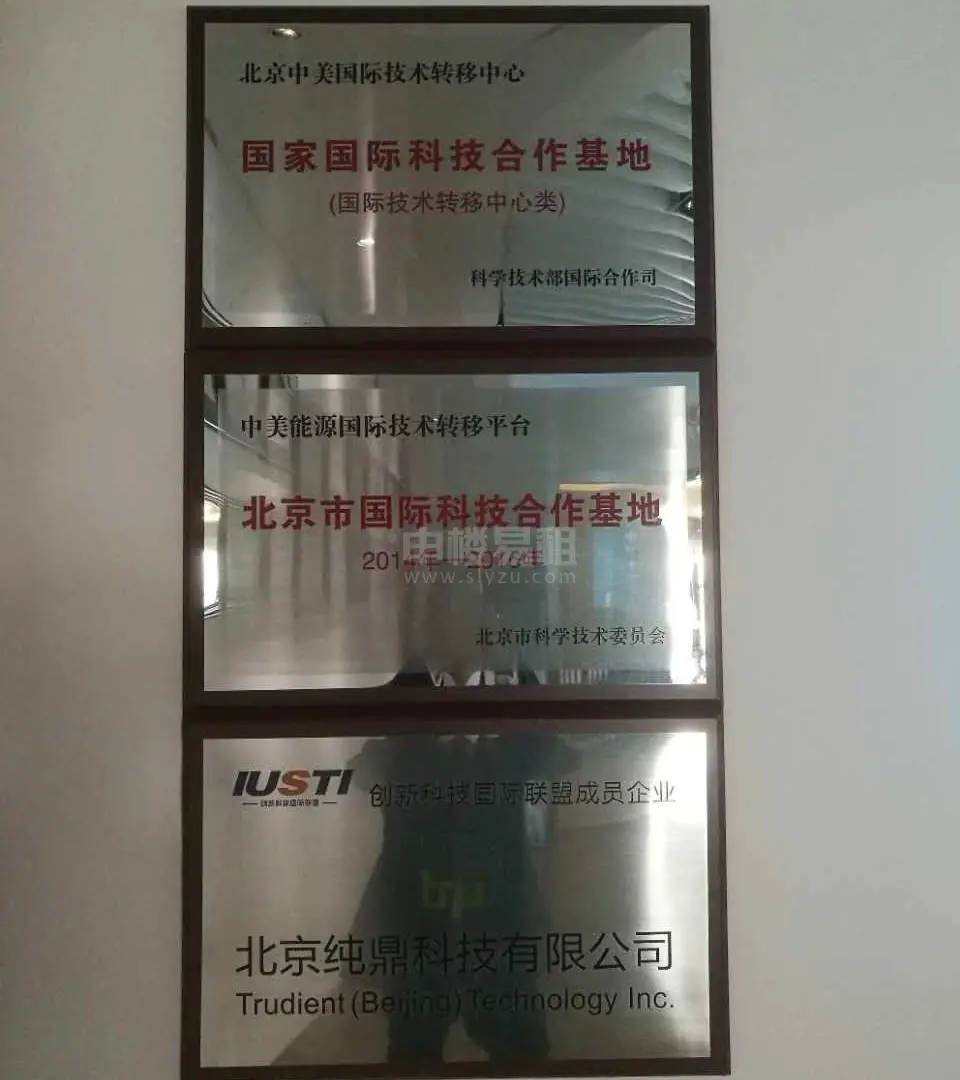 北京中美国际技术转移中心
国家国际科技合作基地
(国际技术转移中心类)
科学技术部国际合作司
中美能源国际技术转移平台
北京市国际科技合作基地
www.slyzu.com
北京市科学技术委员会
IUSTI
创新科技国际联盟成员企业
北京纯鼎科技有限公司
Trudient (Beijing) Technology Inc.